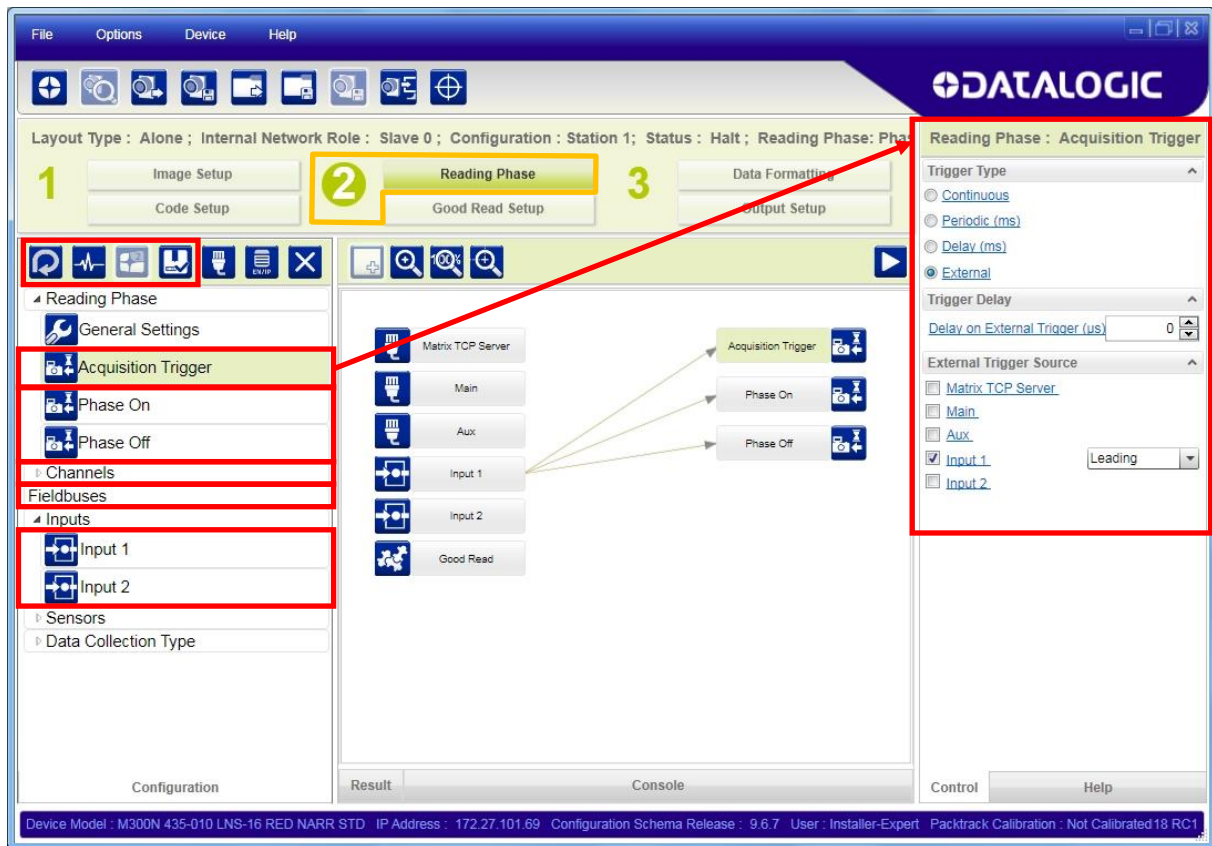 File Options Device Help
DATALOGIC
Layout Type : Alone ; Internal Network Role : Slave 0 ; Configuration : Station 1; Status : Halt ; Reading Phase: Phas
1 Image Setup
Code Setup
2 Reading Phase
Good Read Setup
3 Data Formatting
Output Setup
EN/IP
Reading Phase
General Settings
Acquisition Trigger
Phase On
Phase Off
Channels
Fieldbuses
Inputs
Input 1
Input 2
Sensors
Data Collection Type
Configuration
100%
Matrix TCP Server
Main
Aux
Input 1
Input 2
Good Read
Acquisition Trigger
Phase On
Phase Off
Result Console
Reading Phase : Acquisition Trigger
Trigger Type
Continuous
Periodic (ms)
Delay (ms)
External
Trigger Delay
Delay on External Trigger (us) 0
External Trigger Source
Matrix TCP Server
Main
Aux
Input 1 Leading
Input 2
Control Help
Device Model : M300N 435-010 LNS-16 RED NARR STD IP Address : 172.27.101.69 Configuration Schema Release : 9.6.7 User : Installer-Expert Packtrack Calibration : Not Calibrated18 RC1